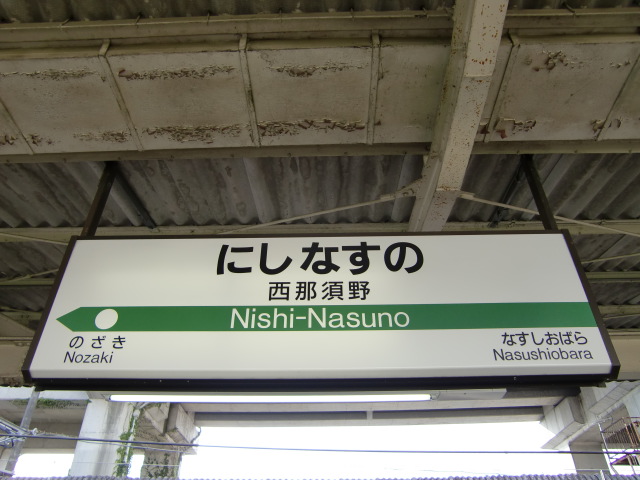 にしなすの
西那須野
Nishi-Nasuno
のざき
Nozaki
なすしおばら
Nasushiobara